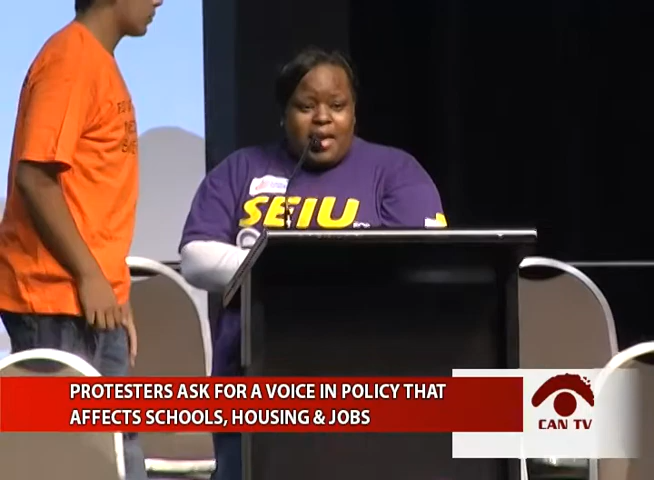 SEIU
PROTESTERS ASK FOR A VOICE IN POLICY THAT
AFFECTS SCHOOLS, HOUSING & JOBS
CAN TV